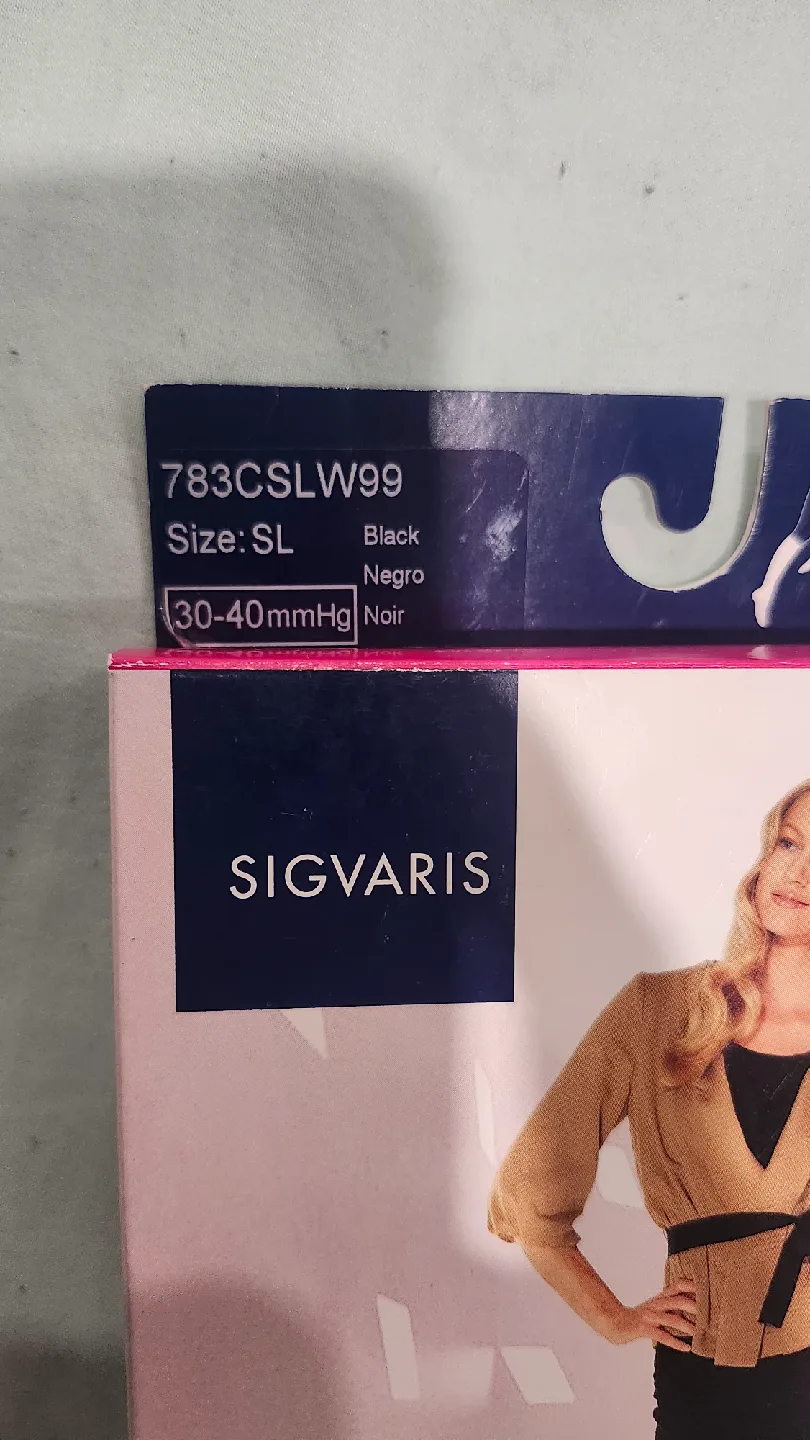 783CSLW99
Size: SL
Black
Negro
30-40mmHg
Noir
SIGVARIS